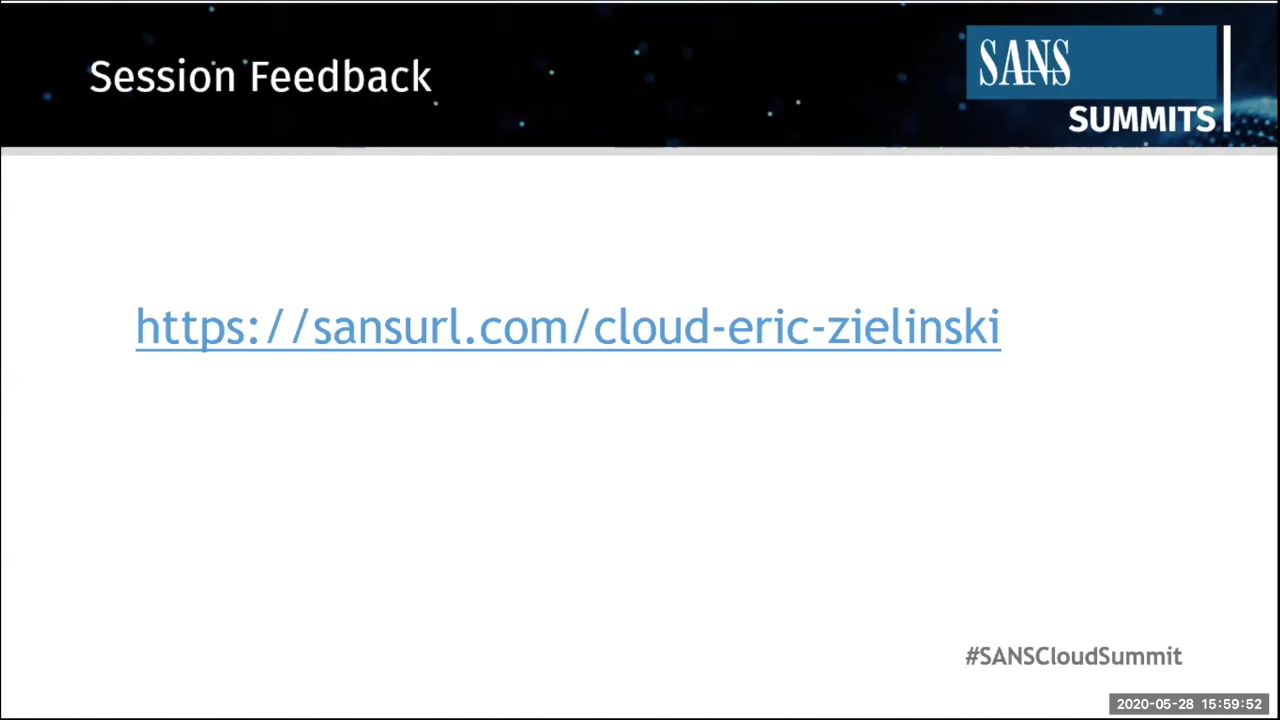 Session Feedback
SANS
SUMMITS
https://sansurl.com/cloud-eric-zielinski
#SANSCloudSummit
2020-05-28 15:59:52